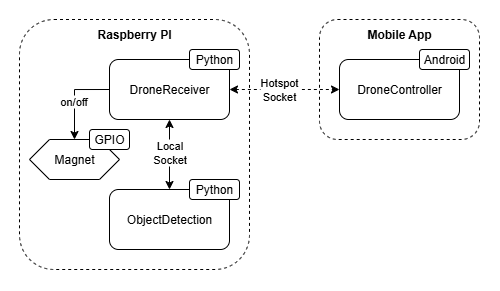 Raspberry PI
Mobile App
Python
Android
DroneReceiver
Hotspot
Socket
DroneController
on/off
GPIO
Magnet
Local
Socket
Python
ObjectDetection